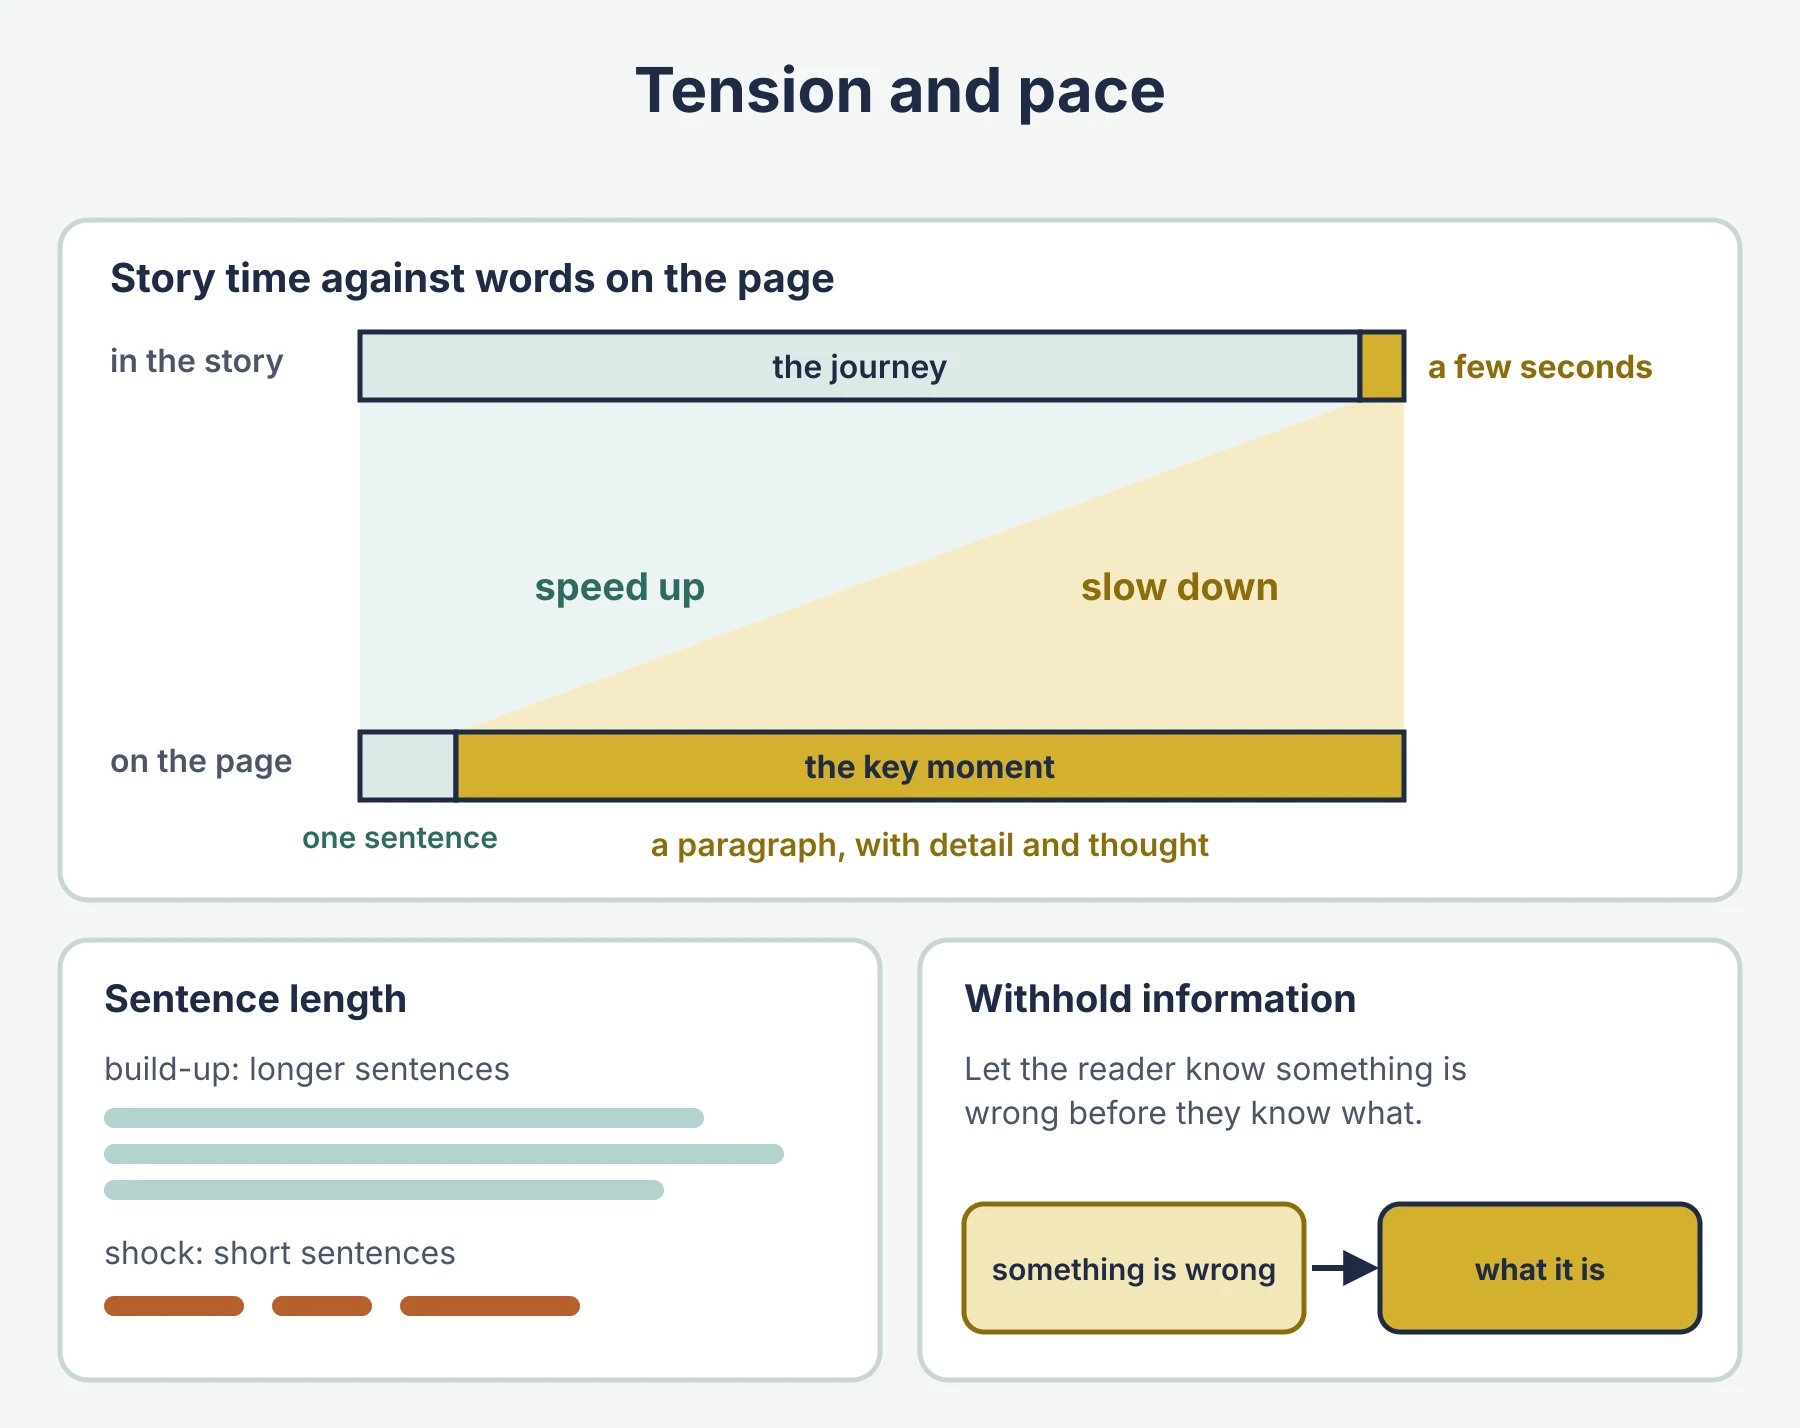 Tension and pace
Story time against words on the page
in the story
the journey
a few seconds
speed up
slow down
on the page
the key moment
one sentence
a paragraph, with detail and thought
Sentence length
build-up: longer sentences
shock: short sentences
Withhold information
Let the reader know something is
wrong before they know what.
something is wrong
what it is